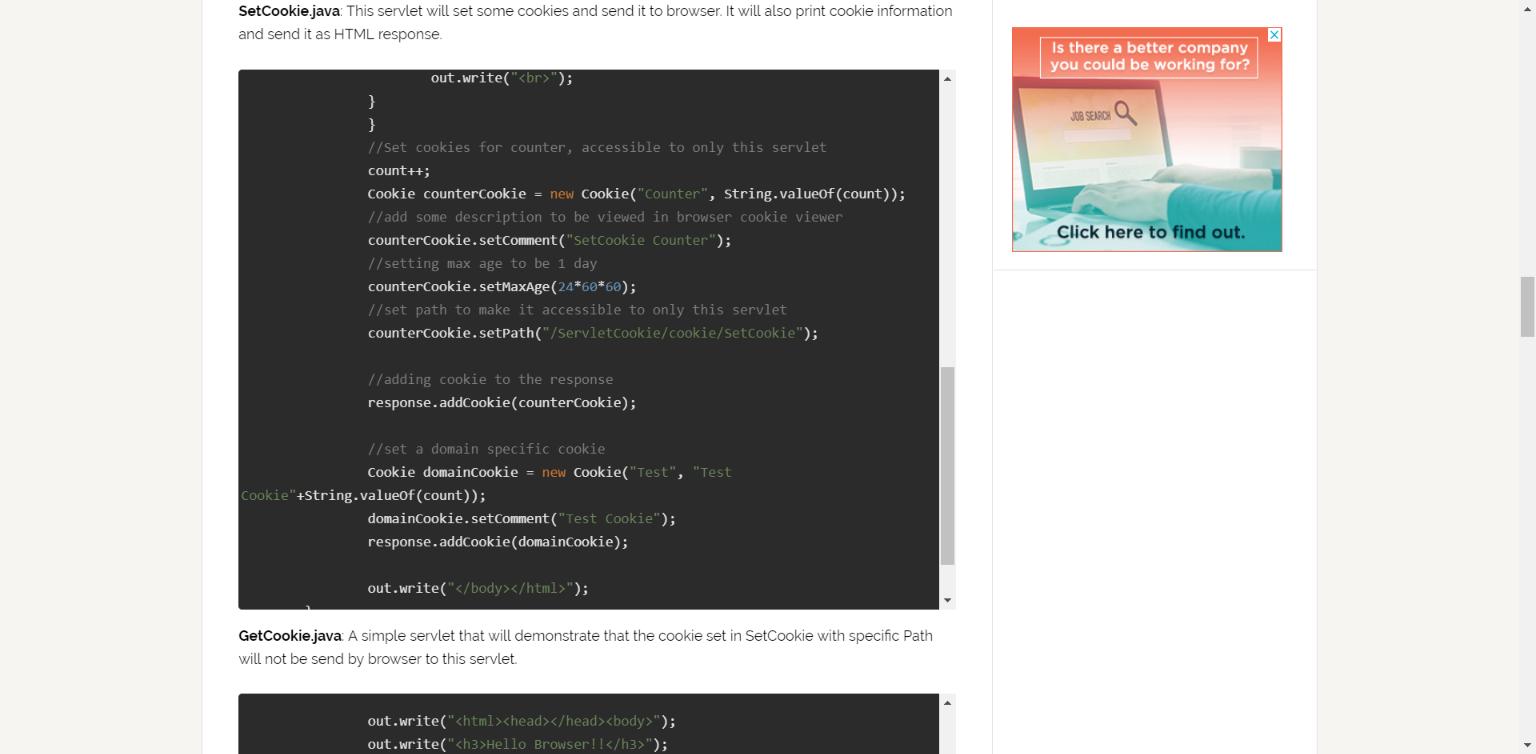 SetCookie.java: This servlet will set some cookies and send it to browser. It will also print cookie information
and send it as HTML response.
out.write("<br>");
}
}
//Set cookies for counter, accessible to only this servlet
count++;
Cookie counterCookie = new Cookie("Counter", String.valueOf(count));
//add some description to be viewed in browser cookie viewer
counterCookie.setComment("SetCookie Counter");
//setting max age to be 1 day
counterCookie.setMaxAge(24*60*60);
//set path to make it accessible to only this servlet
counterCookie.setPath("/ServletCookie/cookie/SetCookie");
//adding cookie to the response
response.addCookie(counterCookie);
//set a domain specific cookie
Cookie domainCookie = new Cookie("Test", "Test
Cookie"+String.valueOf(count));
domainCookie.setComment("Test Cookie");
response.addCookie(domainCookie);
out.write("</body></html>");
}
GetCookie.java: A simple servlet that will demonstrate that the cookie set in SetCookie with specific Path
will not be send by browser to this servlet.
out.write("<html><head></head><body>");
out.write("<h3>Hello Browser!!</h3>");
Is there a better company
you could be working for?
JOB SEARCH
Click here to find out.